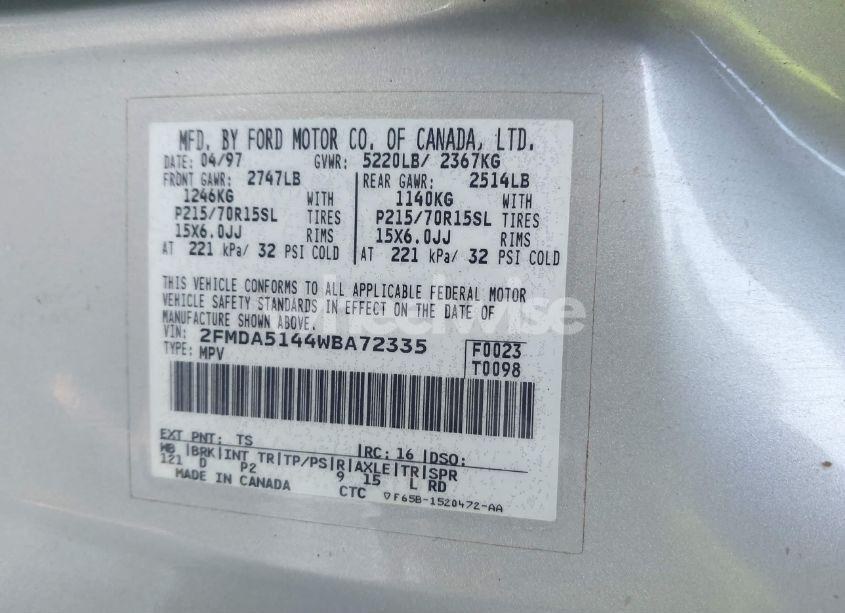 MFD. BY FORD MOTOR CO. OF CANADA, LTD.
DATE: 04/97 GVWR: 5220LB/ 2367KG
FRONT GAWR: 2747LB REAR GAWR: 2514LB
1246KG WITH 1140KG WITH
P215/70R15SL TIRES P215/70R15SL TIRES
15X6.0JJ RIMS 15X6.0JJ RIMS
AT 221 kPa/ 32 PSI COLD AT 221 kPa/ 32 PSI COLD
THIS VEHICLE CONFORMS TO ALL APPLICABLE FEDERAL MOTOR
VEHICLE SAFETY STANDARDS IN EFFECT ON THE DATE OF
MANUFACTURE SHOWN ABOVE.
wheelwise
VIN: 2FMDA5144WBA72335 F0023
TYPE: MPV T0098
EXT PNT: TS RC: 16 DSO:
WB BRK INT TR TP/PS R AXLE TR SPR
121 D P2 9 15 L RD
MADE IN CANADA CTC F65B-1520472-AA